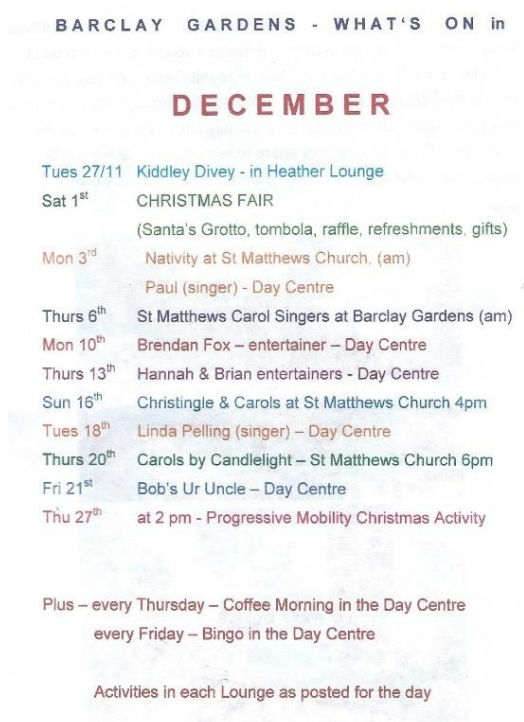 BARCLAY GARDENS - WHAT'S ON in
DECEMBER
Tues 27/11 Kiddley Divey - in Heather Lounge
Sat 1st CHRISTMAS FAIR
(Santa's Grotto, tombola, raffle, refreshments, gifts)
Mon 3rd Nativity at St Matthews Church, (am)
Paul (singer) - Day Centre
Thurs 6th St Matthews Carol Singers at Barclay Gardens (am)
Mon 10th Brendan Fox – entertainer – Day Centre
Thurs 13th Hannah & Brian entertainers - Day Centre
Sun 16th Christingle & Carols at St Matthews Church 4pm
Tues 18th Linda Pelling (singer) – Day Centre
Thurs 20th Carols by Candlelight – St Matthews Church 6pm
Fri 21st Bob's Ur Uncle – Day Centre
Thu 27th at 2 pm - Progressive Mobility Christmas Activity
Plus – every Thursday – Coffee Morning in the Day Centre
every Friday – Bingo in the Day Centre
Activities in each Lounge as posted for the day